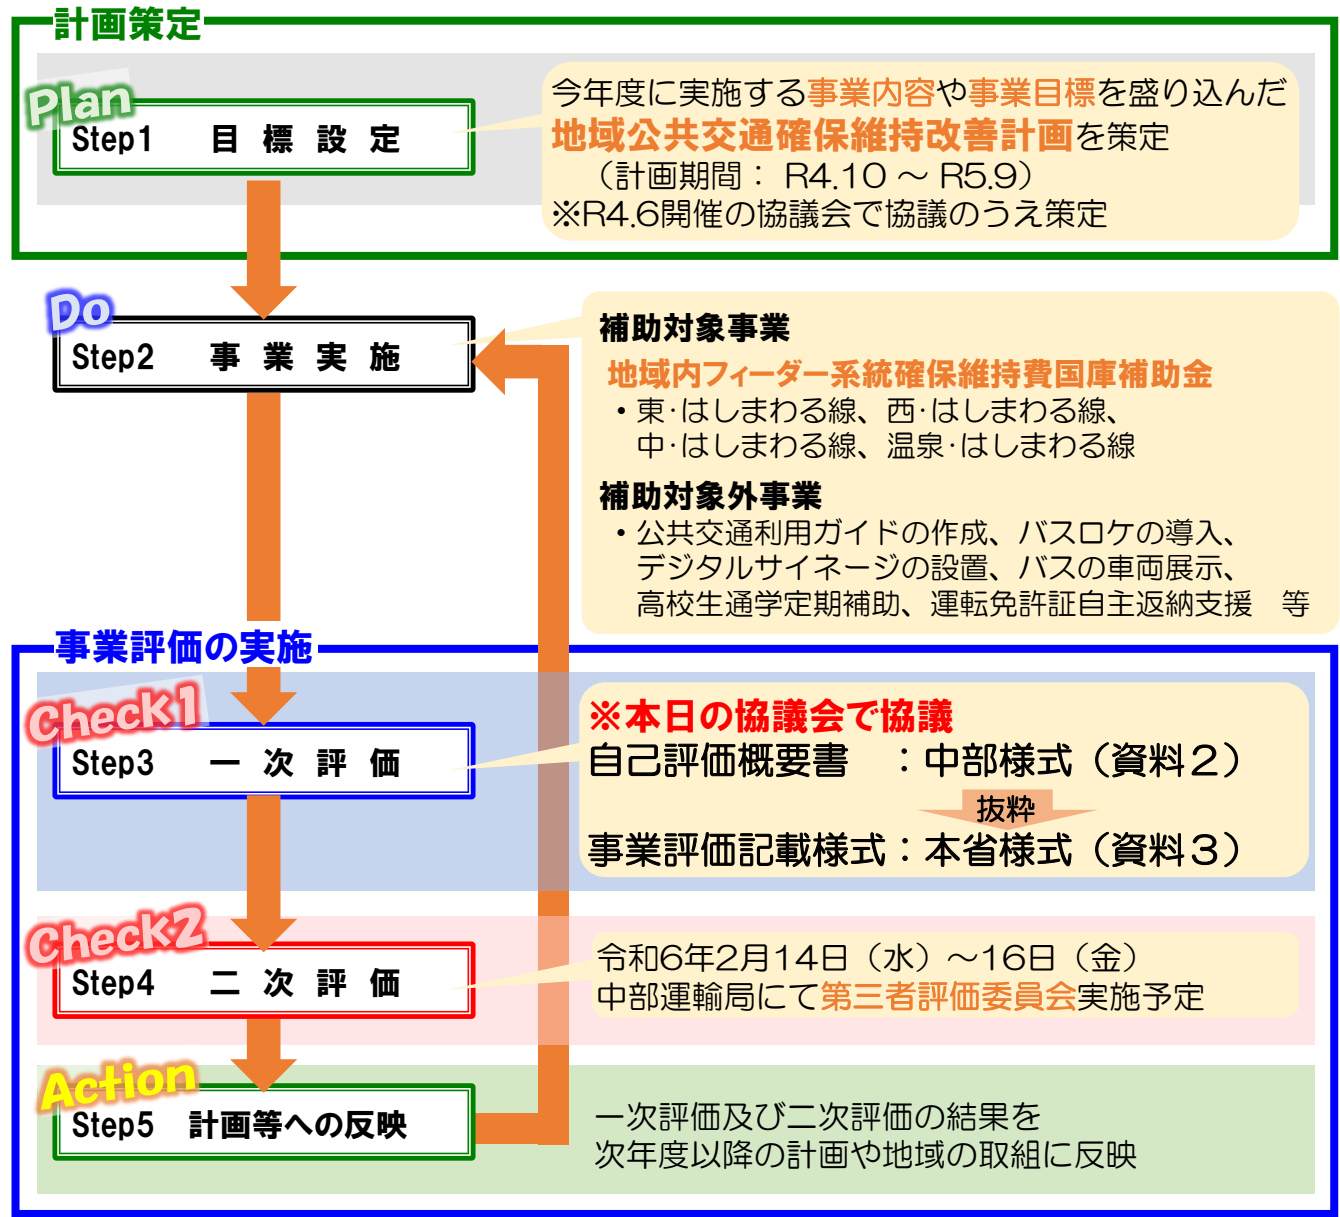 計画策定
Plan
Step1 目標設定
今年度に実施する事業内容や事業目標を盛り込んだ
地域公共交通確保維持改善計画を策定
（計画期間： R4.10 ～ R5.9）
※R4.6開催の協議会で協議のうえ策定
Do
Step2 事業実施
補助対象事業
地域内フィーダー系統確保維持費国庫補助金
・東･はしまわる線、西･はしまわる線、
中･はしまわる線、温泉･はしまわる線
補助対象外事業
・公共交通利用ガイドの作成、バスロケの導入、
デジタルサイネージの設置、バスの車両展示、
高校生通学定期補助、運転免許証自主返納支援　等
事業評価の実施
Check1
Step3 一次評価
※本日の協議会で協議
自己評価概要書　：中部様式（資料２）
抜粋
事業評価記載様式：本省様式（資料３）
Check2
Step4 二次評価
令和6年2月14日（水）～16日（金）
中部運輸局にて第三者評価委員会実施予定
Action
Step5 計画等への反映
一次評価及び二次評価の結果を
次年度以降の計画や地域の取組に反映